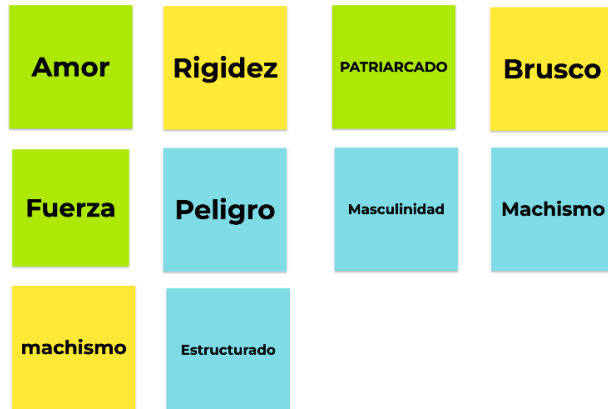 Amor
Rigidez
PATRIARCADO
Brusco
Fuerza
Peligro
Masculinidad
Machismo
machismo
Estructurado